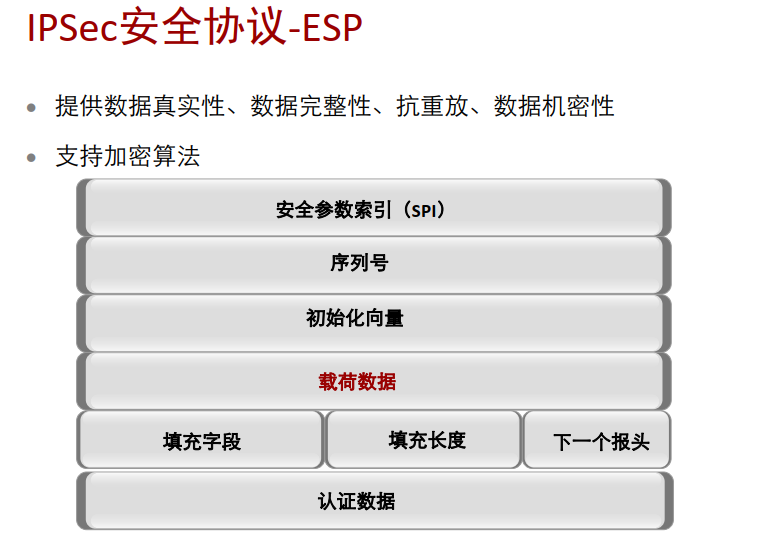 IPSec安全协议-ESP
提供数据真实性、数据完整性、抗重放、数据机密性
支持加密算法
安全参数索引（SPI）
序列号
初始化向量
载荷数据
填充字段 填充长度 下一个报头
认证数据